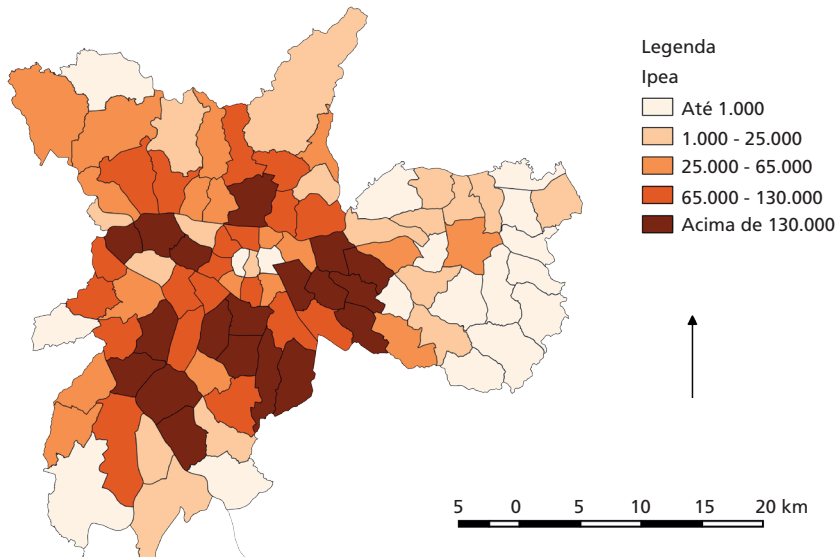 Legenda
Ipea
Até 1.000
1.000 - 25.000
25.000 - 65.000
65.000 - 130.000
Acima de 130.000
5 0 5 10 15 20 km